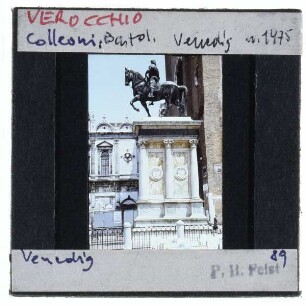 VEROCCHIO
Colleoni, Bartol. Venedig n. 1475
Venedig 89
P. H. Feist